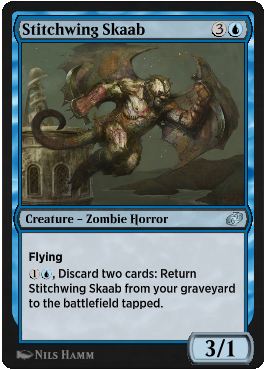 Stitchwing Skaab 3
Creature – Zombie Horror
Flying
1, Discard two cards: Return
Stitchwing Skaab from your graveyard
to the battlefield tapped.
Nils Hamm
3/1